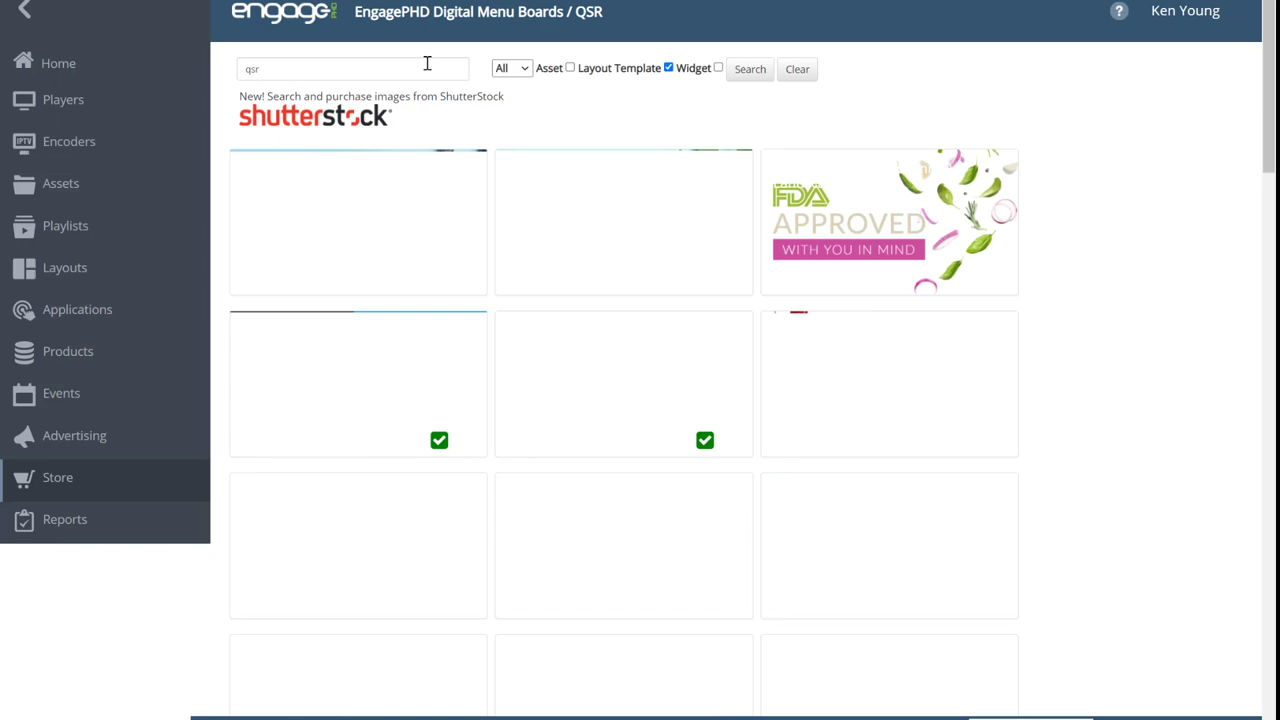 engage PHD
EngagePHD Digital Menu Boards / QSR
? Ken Young
Home
Players
IPTV Encoders
Assets
Playlists
Layouts
Applications
Products
Events
Advertising
Store
Reports
qsr
All Asset Layout Template Widget Search Clear
New! Search and purchase images from ShutterStock
shutterstock
FDA
APPROVED
WITH YOU IN MIND